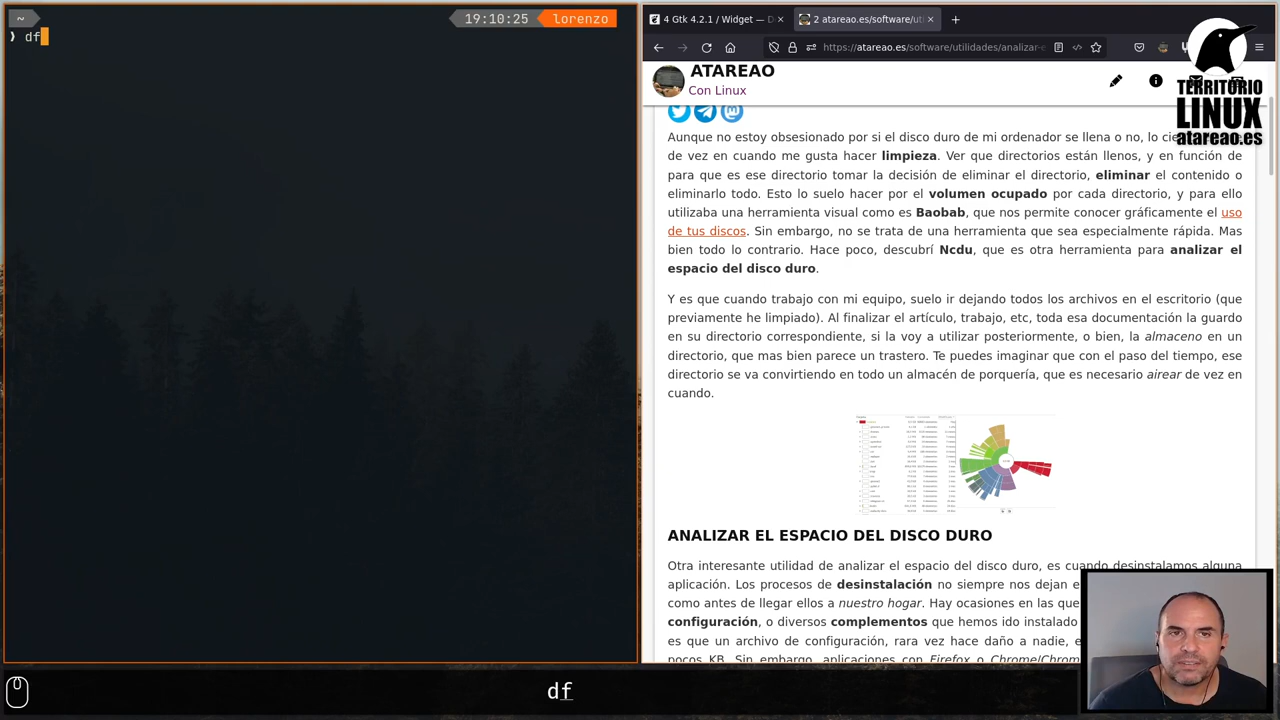 ~
19:10:25
lorenzo
❯ df
4 Gtk 4.2.1 / Widget — D
2 atareao.es/software/uti
https://atareao.es/software/utilidades/analizar-e
ATAREAO
Con Linux
TERRITORIO
LINUX
atareao.es
Aunque no estoy obsesionado por si el disco duro de mi ordenador se llena o no, lo
de vez en cuando me gusta hacer limpieza. Ver que directorios están llenos, y en función de
para que es ese directorio tomar la decisión de eliminar el directorio, eliminar el contenido o
eliminarlo todo. Esto lo suelo hacer por el volumen ocupado por cada directorio, y para ello
utilizaba una herramienta visual como es Baobab, que nos permite conocer gráficamente el uso
de tus discos. Sin embargo, no se trata de una herramienta que sea especialmente rápida. Mas
bien todo lo contrario. Hace poco, descubrí Ncdu, que es otra herramienta para analizar el
espacio del disco duro.
Y es que cuando trabajo con mi equipo, suelo ir dejando todos los archivos en el escritorio (que
previamente he limpiado). Al finalizar el artículo, trabajo, etc, toda esa documentación la guardo
en su directorio correspondiente, si la voy a utilizar posteriormente, o bien, la almaceno en un
directorio, que mas bien parece un trastero. Te puedes imaginar que con el paso del tiempo, ese
directorio se va convirtiendo en todo un almacén de porquería, que es necesario airear de vez en
cuando.
ANALIZAR EL ESPACIO DEL DISCO DURO
Otra interesante utilidad de analizar el espacio del disco duro, es cuando desinstalamos alguna
aplicación. Los procesos de desinstalación no siempre nos dejan e
como antes de llegar ellos a nuestro hogar. Hay ocasiones en las que
configuración, o diversos complementos que hemos ido instalado
es que un archivo de configuración, rara vez hace daño a nadie, e
pocos KB. Sin embargo, aplicaciones con Firefox o Chrome/Chrom
df